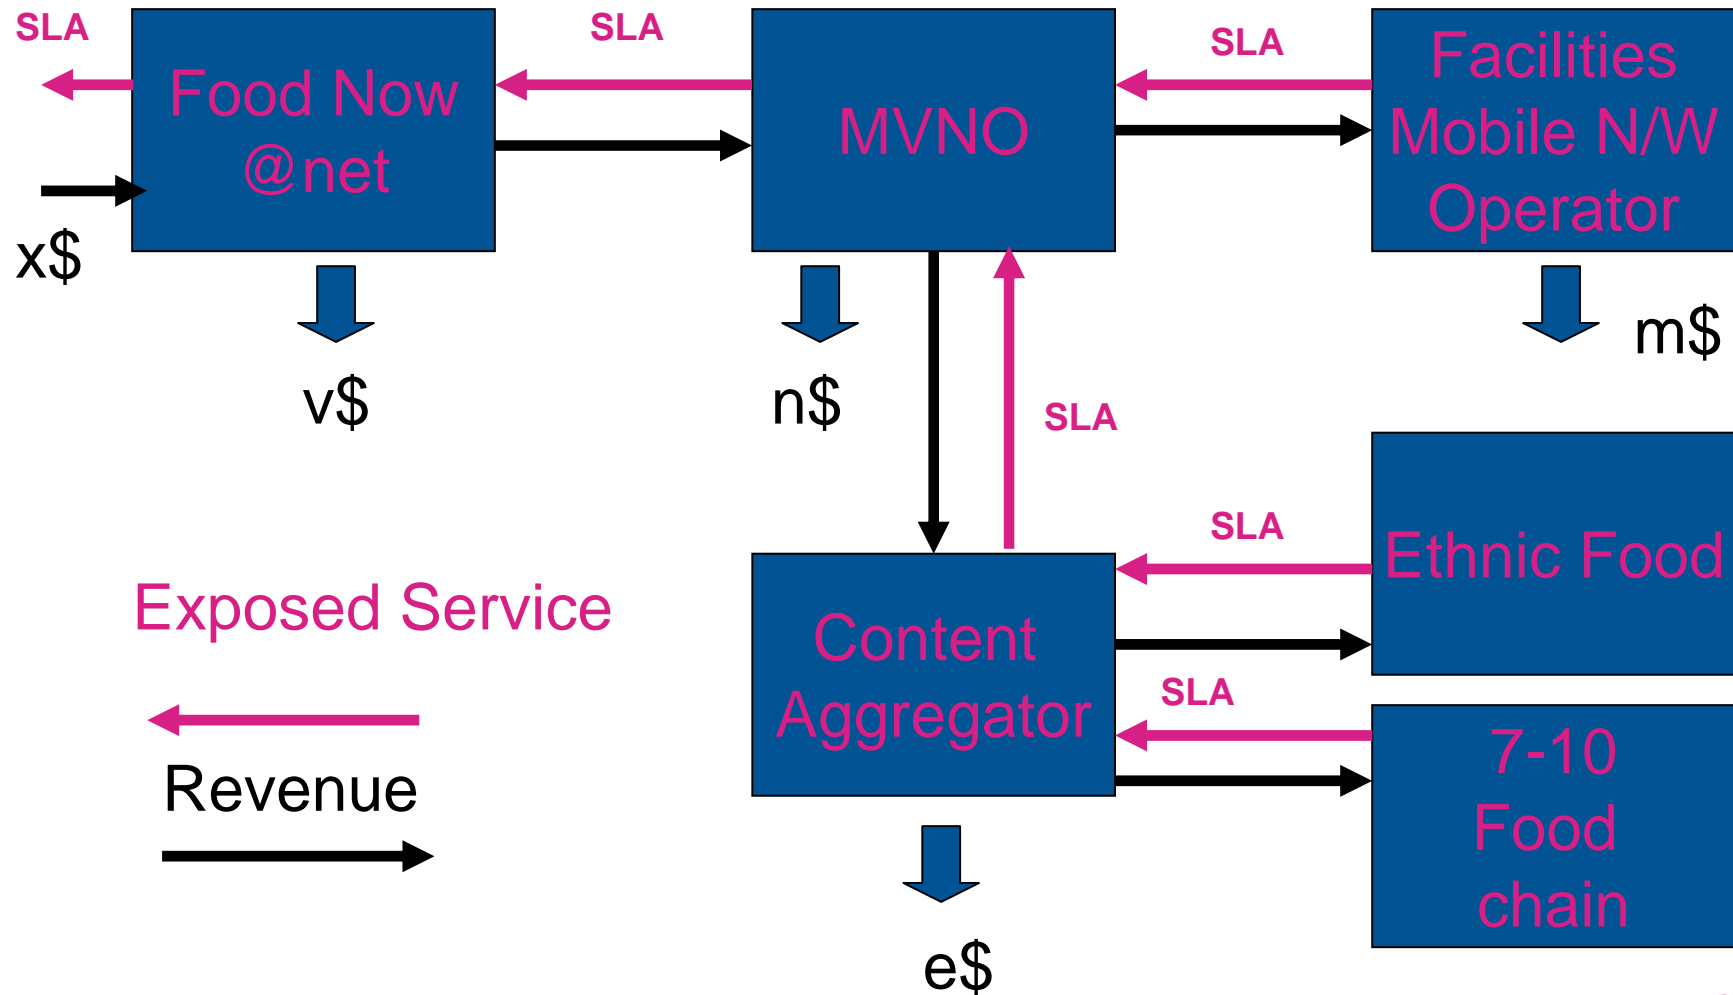 SLA
SLA
SLA
Food Now
@net
MVNO
Facilities
Mobile N/W
Operator
x$
v$
n$
m$
SLA
SLA
Ethnic Food
Exposed Service
Content
Aggregator
SLA
7-10
Food
chain
Revenue
e$